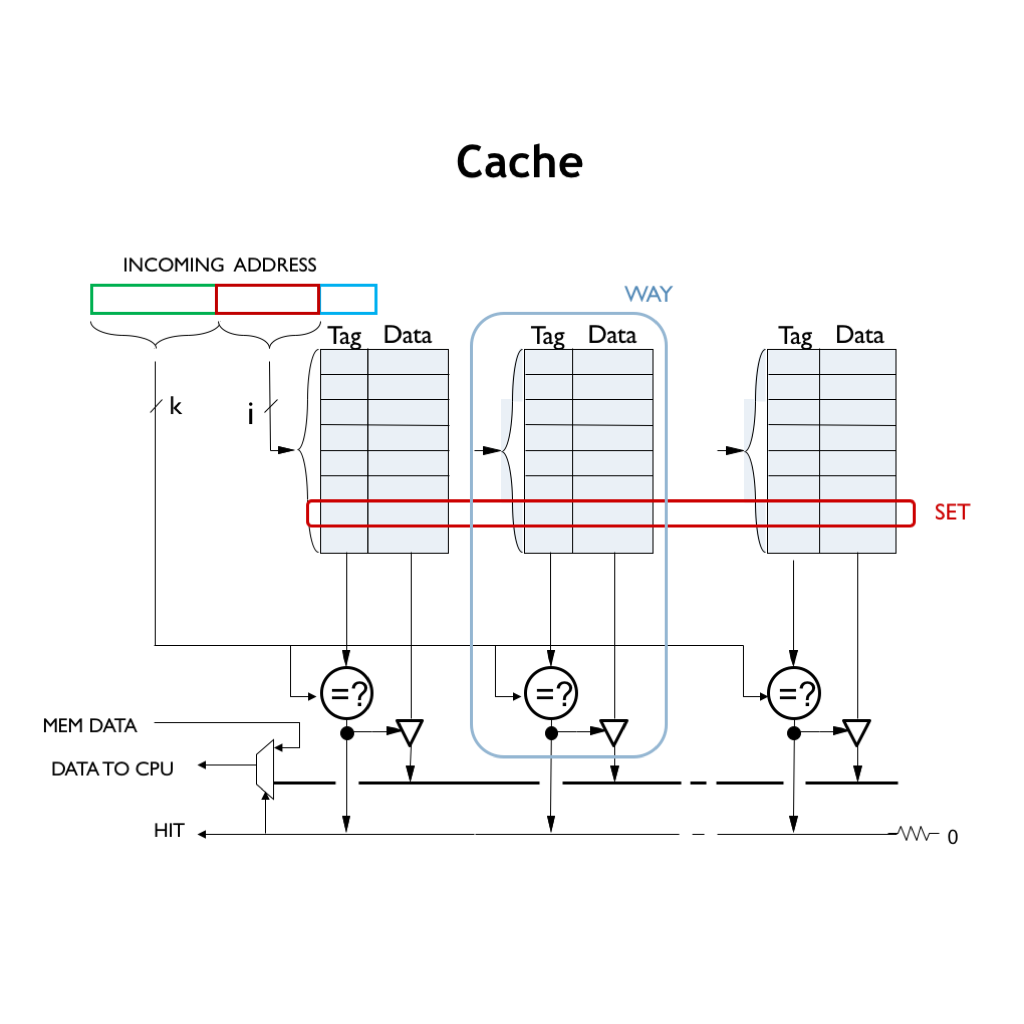 Cache
INCOMING ADDRESS
WAY
Tag Data
Tag Data
Tag Data
k
i
SET
=?
=?
=?
MEM DATA
DATA TO CPU
HIT
0